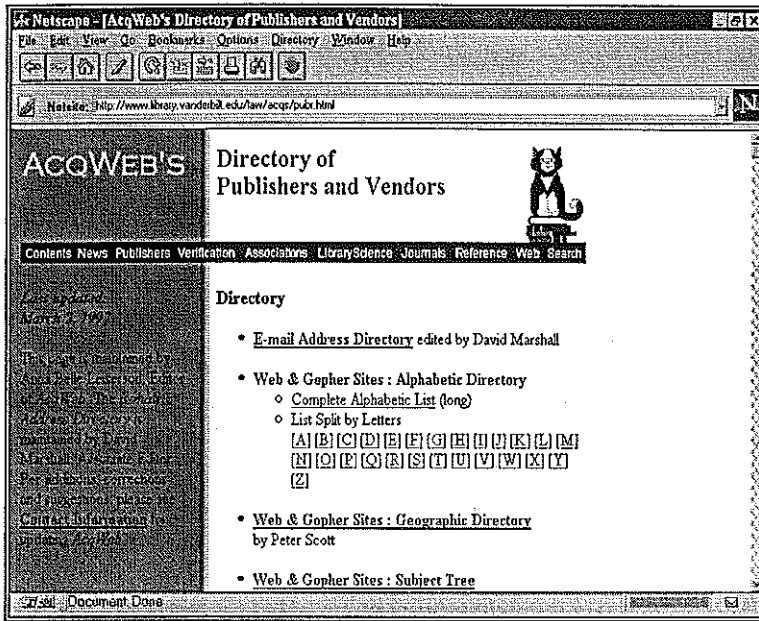 Netscape - [AcqWeb's Directory of Publishers and Vendors]
File Edit View Go Bookmarks Options Directory Window Help
Netsite: http://www.library.vanderbilt.edu/law/acqs/pubr.html
N
ACQWEB'S
Directory of
Publishers and Vendors
Contents News Publishers Verification Associations LibraryScience Journals Reference Web Search
Last updated
March 4, 1997
This page is maintained by
Editor
of AcqWeb. The E-mail
Address Directory is
maintained by David
Marshall, Editor.
For additions, corrections
and suggestions, please see
Contact Information for
updating AcqWeb.
Directory
• E-mail Address Directory edited by David Marshall
• Web & Gopher Sites : Alphabetic Directory
○ Complete Alphabetic List (long)
○ List Split by Letters
[A] [B] [C] [D] [E] [F] [G] [H] [I] [J] [K] [L] [M]
[N] [O] [P] [Q] [R] [S] [T] [U] [V] [W] [X] [Y]
[Z]
• Web & Gopher Sites : Geographic Directory
by Peter Scott
• Web & Gopher Sites : Subject Tree
Document Done